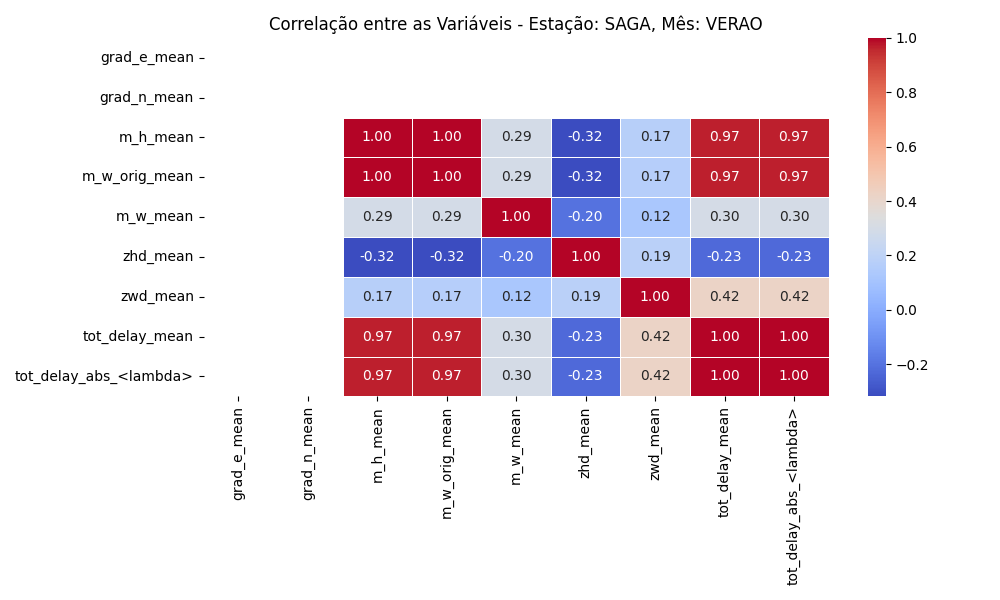 Correlação entre as Variáveis - Estação: SAGA, Mês: VERAO
grad_e_mean
grad_n_mean
m_h_mean 1.00 1.00 0.29 -0.32 0.17 0.97 0.97
m_w_orig_mean 1.00 1.00 0.29 -0.32 0.17 0.97 0.97
m_w_mean 0.29 0.29 1.00 -0.20 0.12 0.30 0.30
zhd_mean -0.32 -0.32 -0.20 1.00 0.19 -0.23 -0.23
zwd_mean 0.17 0.17 0.12 0.19 1.00 0.42 0.42
tot_delay_mean 0.97 0.97 0.30 -0.23 0.42 1.00 1.00
tot_delay_abs_<lambda> 0.97 0.97 0.30 -0.23 0.42 1.00 1.00
grad_e_mean
grad_n_mean
m_h_mean
m_w_orig_mean
m_w_mean
zhd_mean
zwd_mean
tot_delay_mean
tot_delay_abs_<lambda>
1.0
0.8
0.6
0.4
0.2
0.0
−0.2